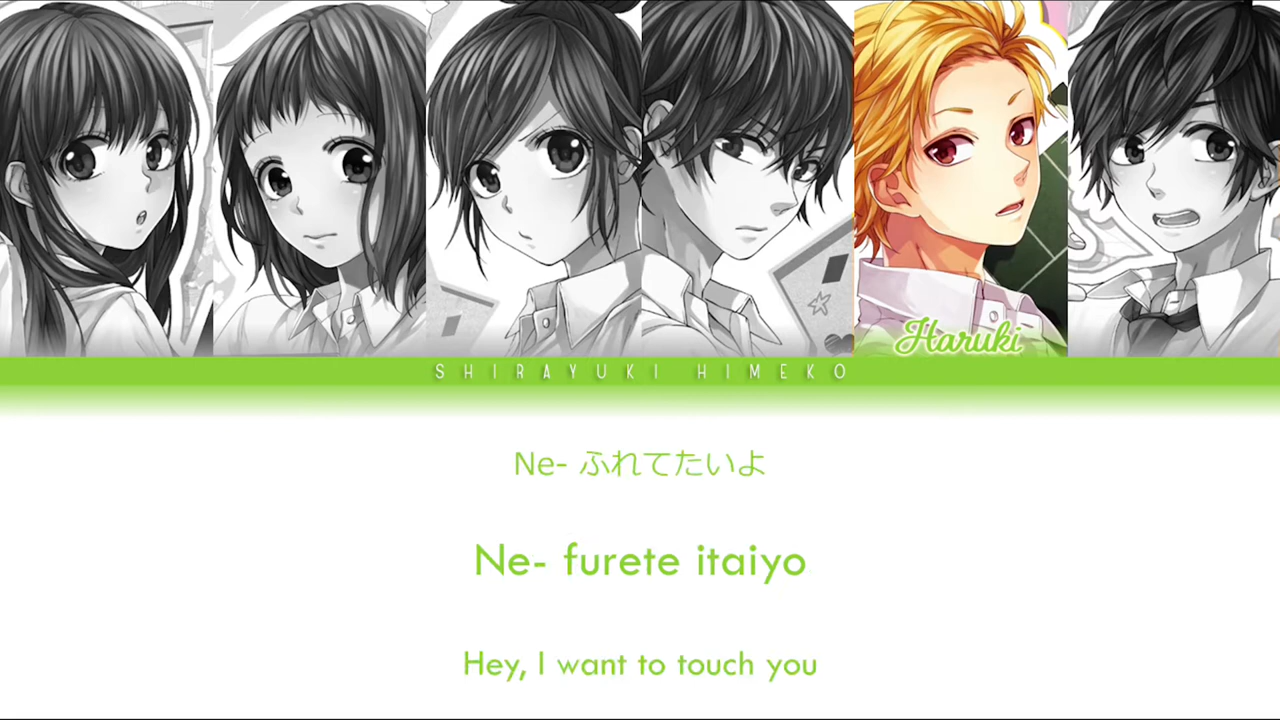 Haruki
SHIRAYUKI HIMEKO
Ne- ふれてたいよ
Ne- furete itaiyo
Hey, I want to touch you